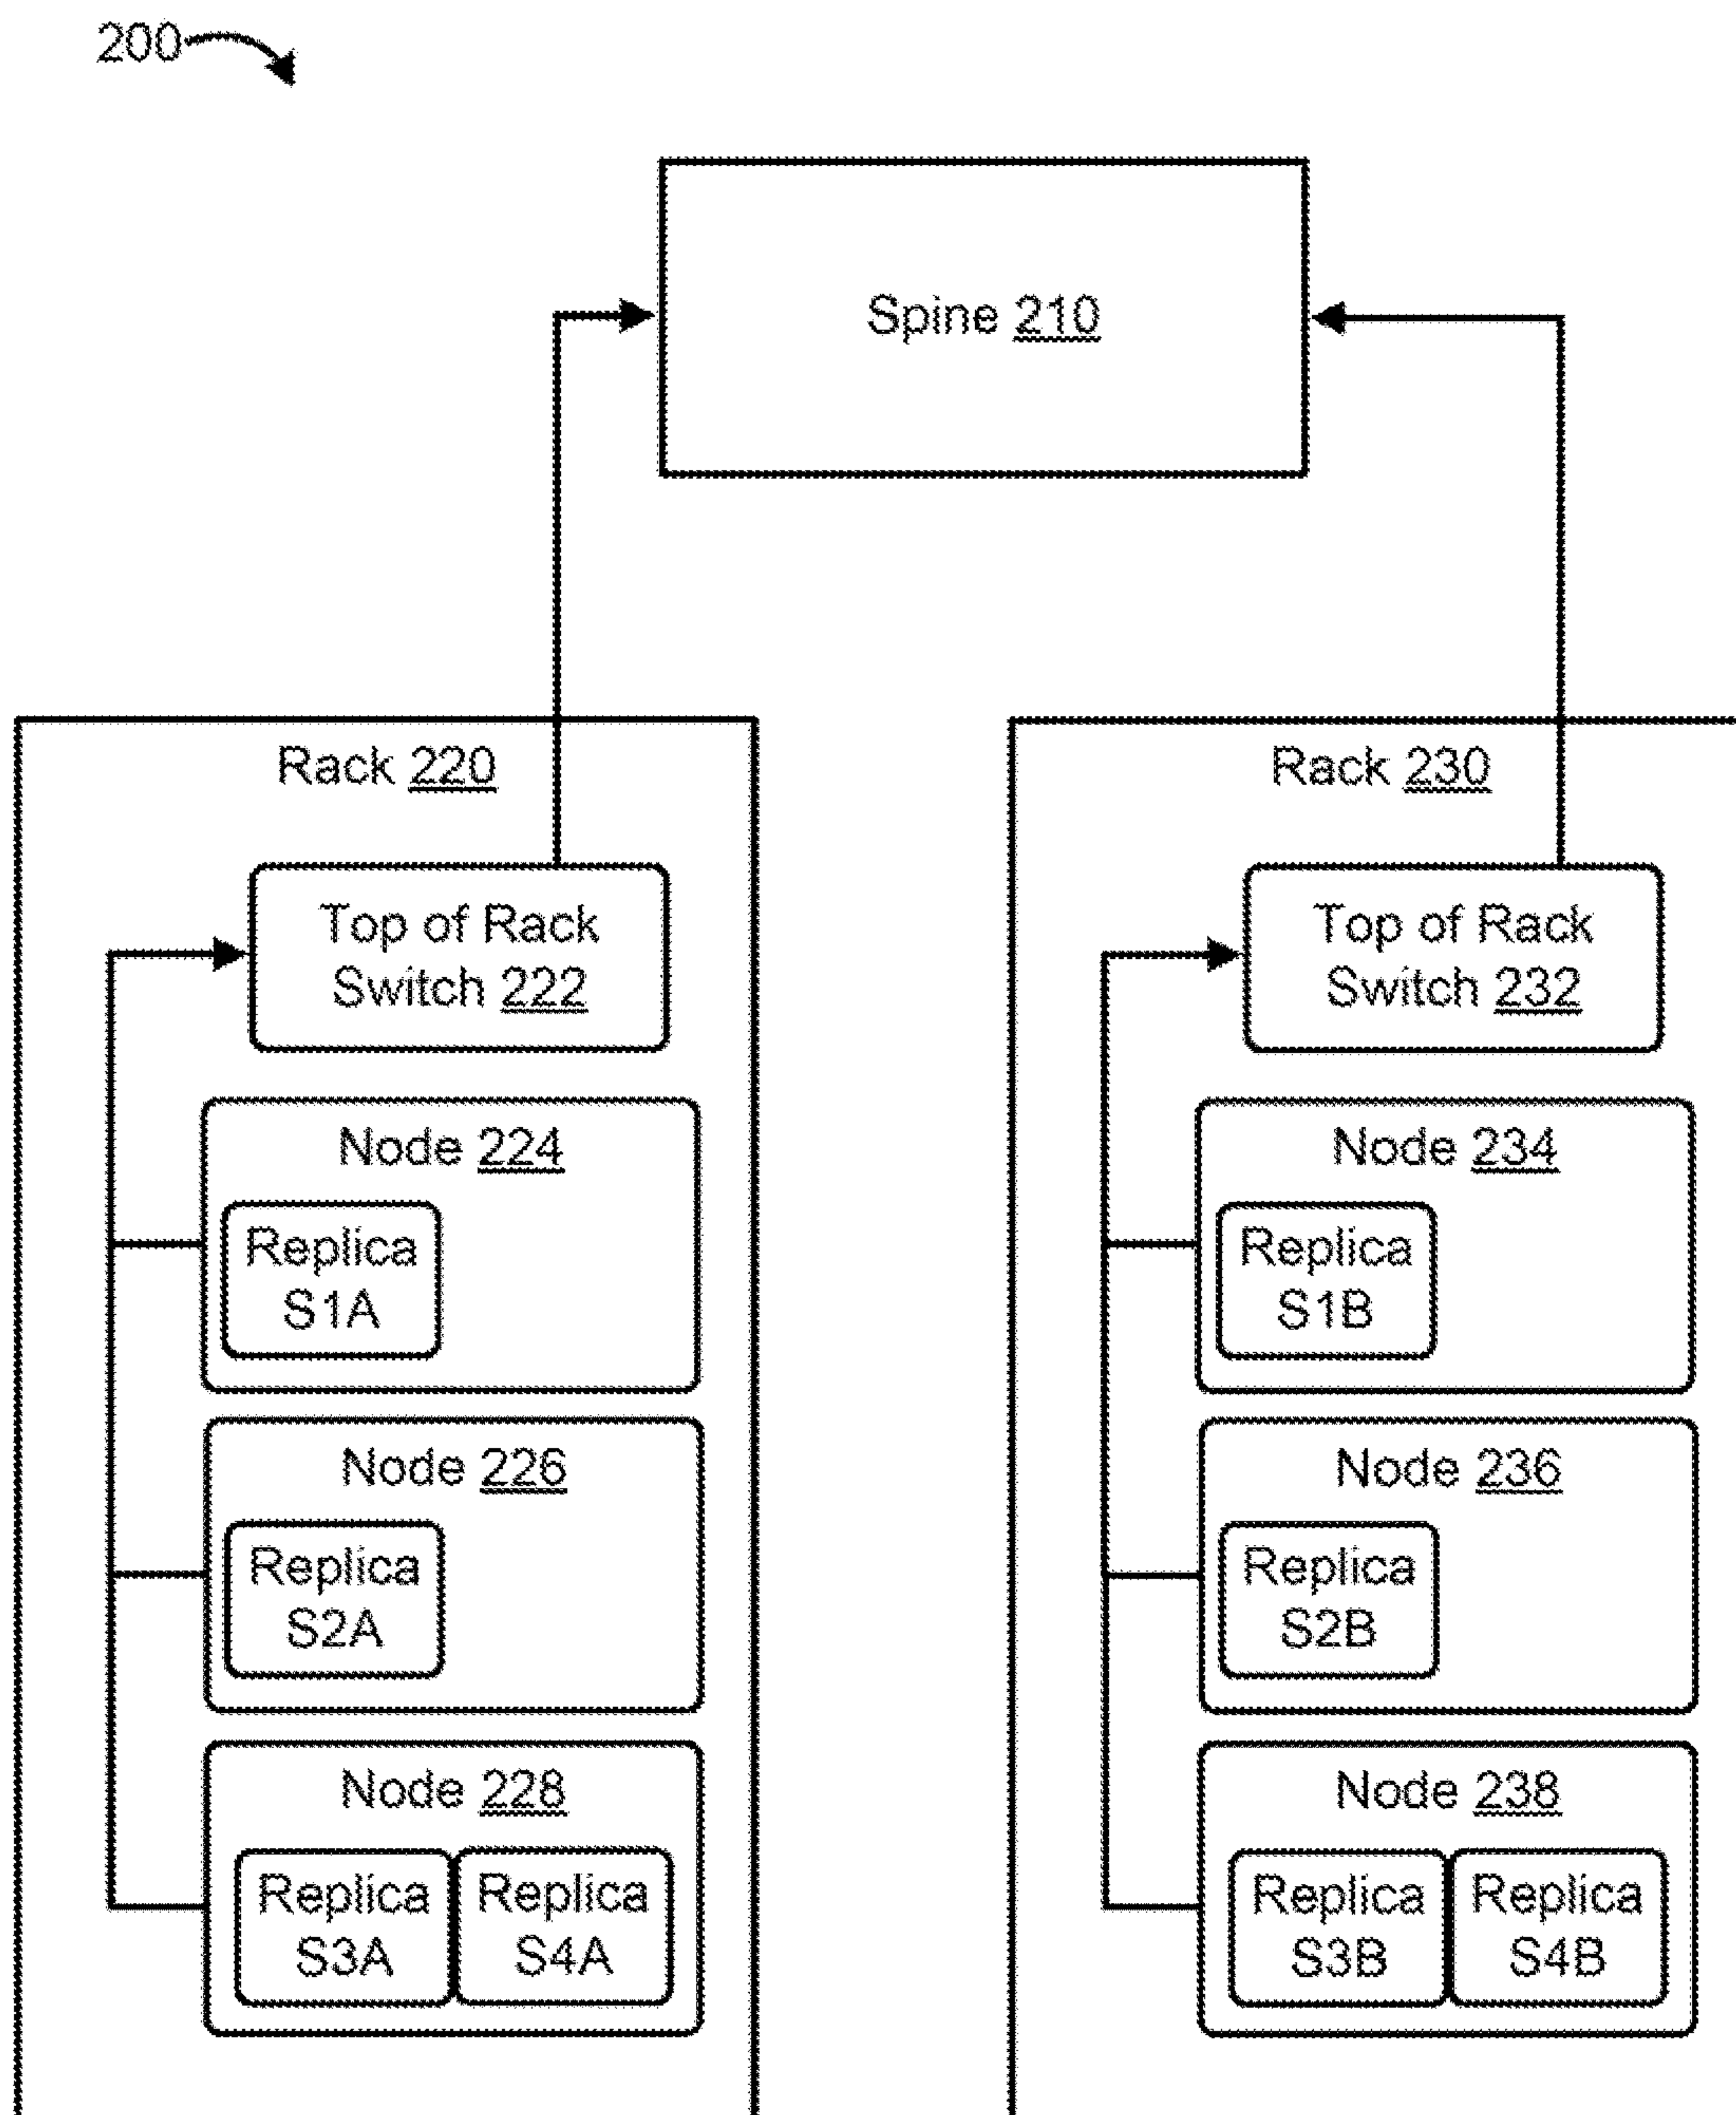 200
Spine 210
Rack 220
Top of Rack
Switch 222
Node 224
Replica
S1A
Node 226
Replica
S2A
Node 228
Replica
S3A
Replica
S4A
Rack 230
Top of Rack
Switch 232
Node 234
Replica
S1B
Node 236
Replica
S2B
Node 238
Replica
S3B
Replica
S4B